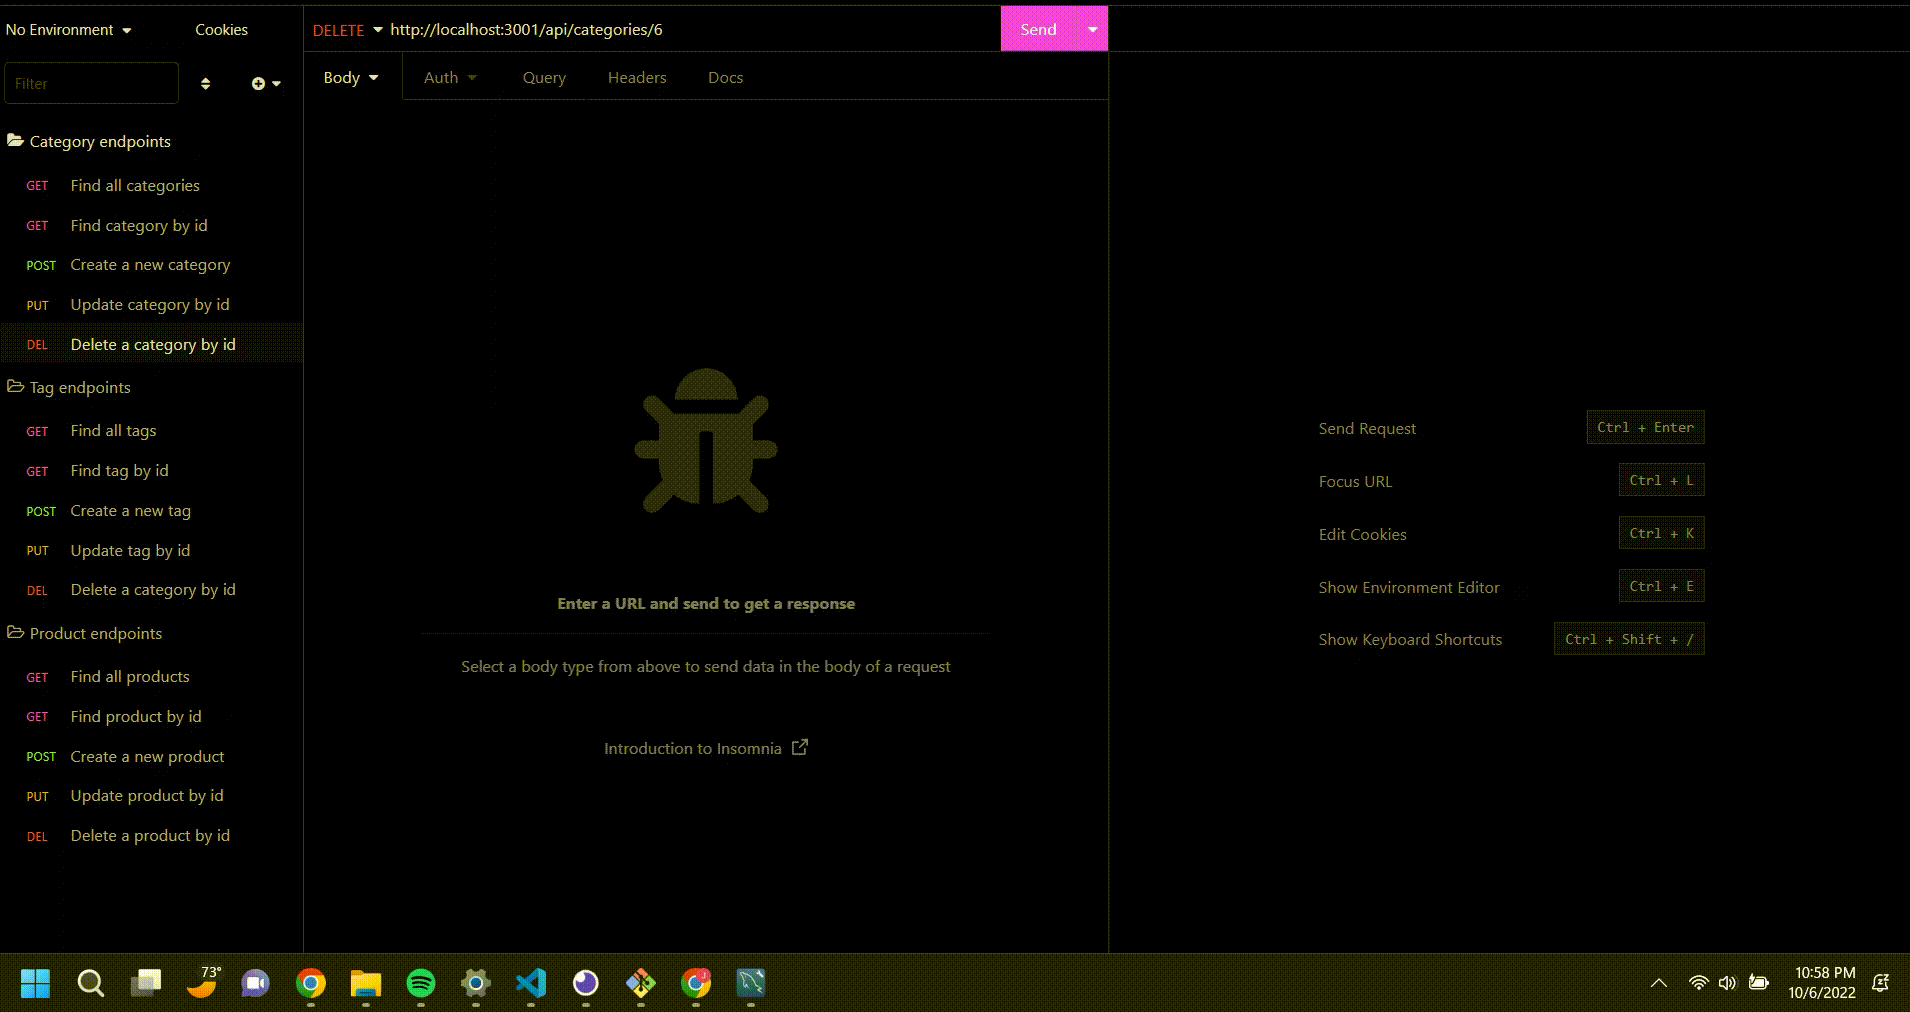 No Environment
Cookies
DELETE http://localhost:3001/api/categories/6
Send
Filter
Body
Auth
Query
Headers
Docs
Category endpoints
GET Find all categories
GET Find category by id
POST Create a new category
PUT Update category by id
DEL Delete a category by id
Tag endpoints
GET Find all tags
GET Find tag by id
POST Create a new tag
PUT Update tag by id
DEL Delete a category by id
Product endpoints
GET Find all products
GET Find product by id
POST Create a new product
PUT Update product by id
DEL Delete a product by id
Enter a URL and send to get a response
Select a body type from above to send data in the body of a request
Introduction to Insomnia
Send Request Ctrl + Enter
Focus URL Ctrl + L
Edit Cookies Ctrl + K
Show Environment Editor Ctrl + E
Show Keyboard Shortcuts Ctrl + Shift + /
73°
J
10:58 PM
10/6/2022